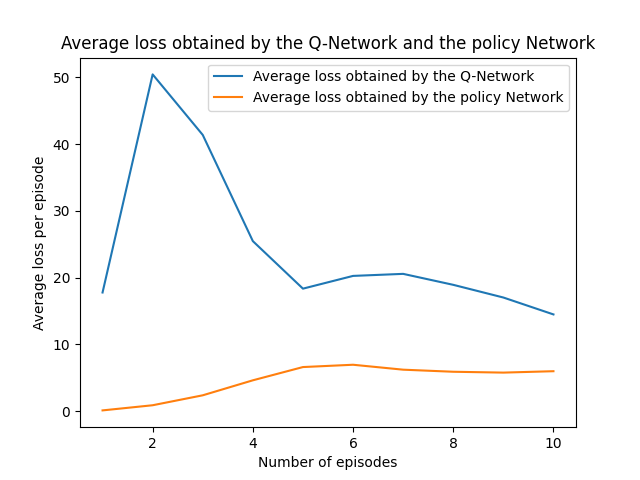 Average loss obtained by the Q-Network and the policy Network
Average loss obtained by the Q-Network
Average loss obtained by the policy Network
Average loss per episode
50
40
30
20
10
0
2
4
6
8
10
Number of episodes